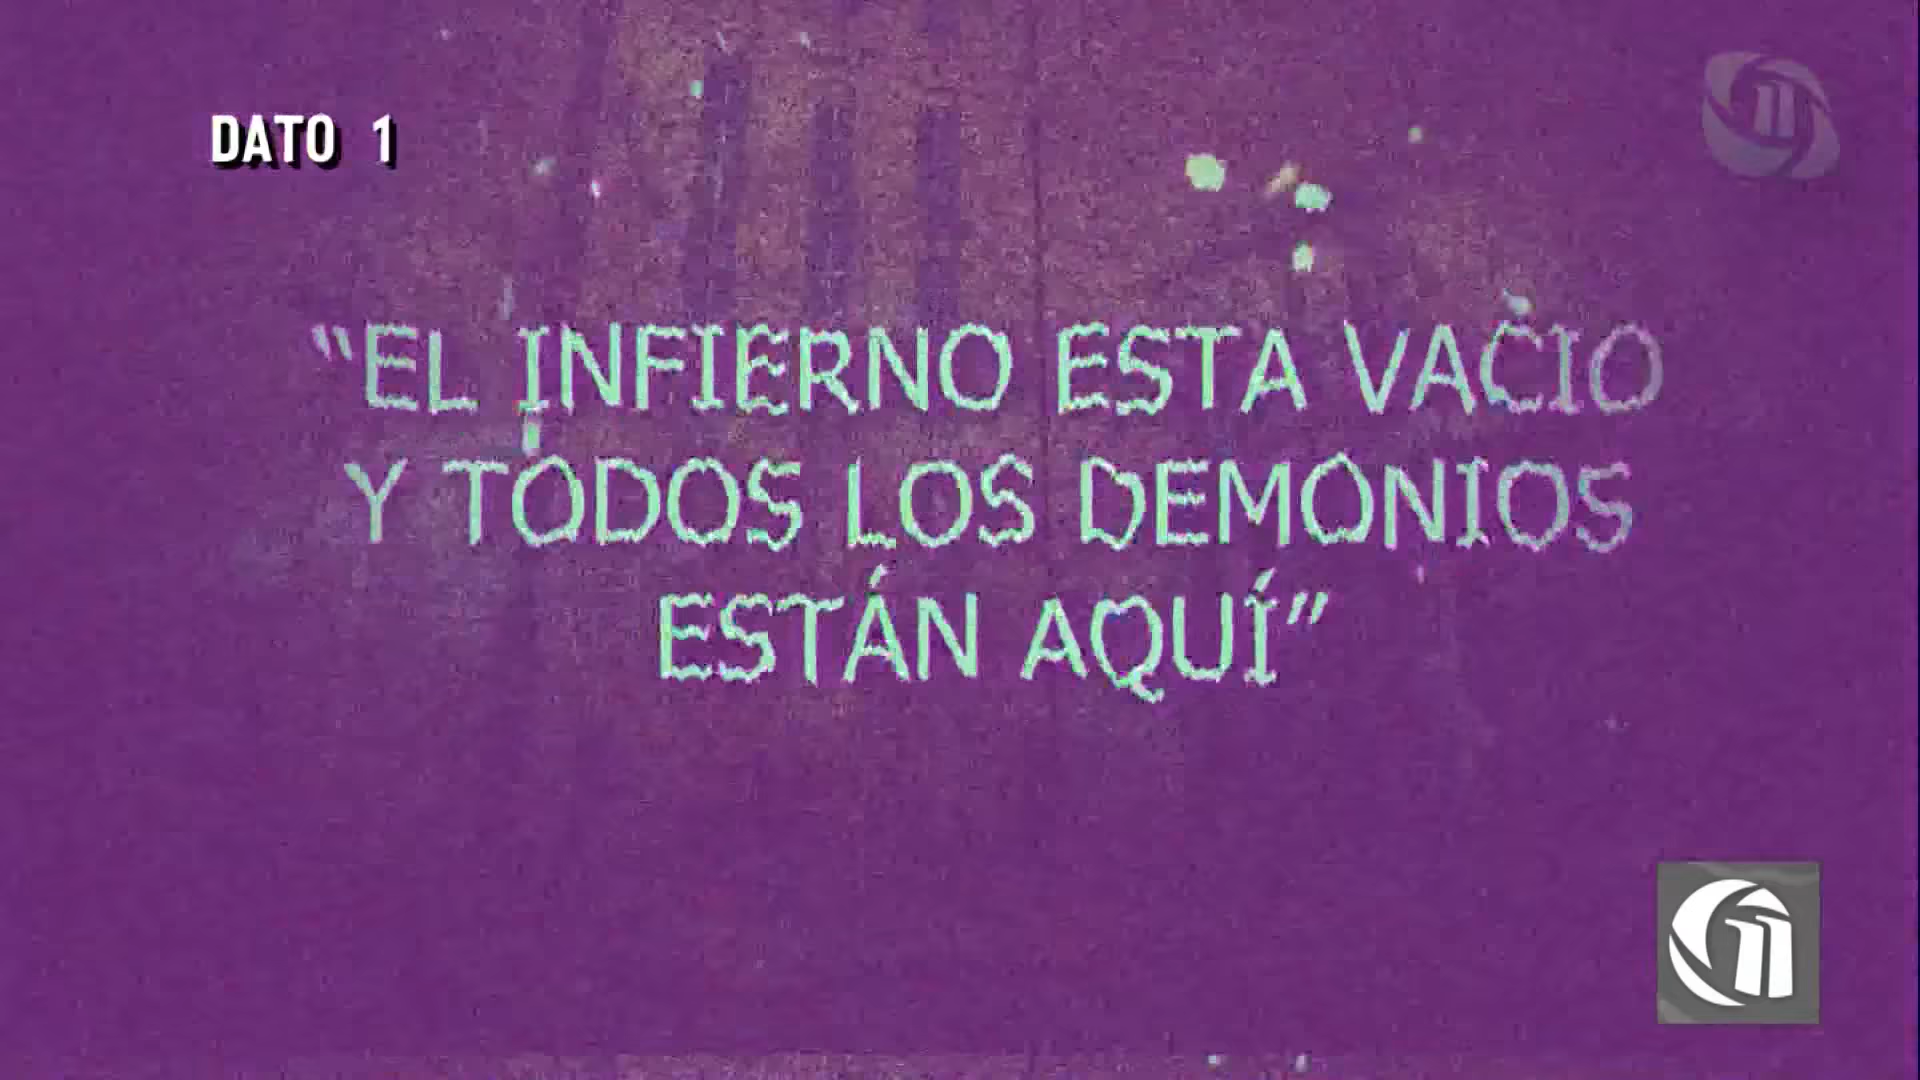 DATO 1
“EL INFIERNO ESTA VACIO
Y TODOS LOS DEMONIOS
ESTÁN AQUÍ”